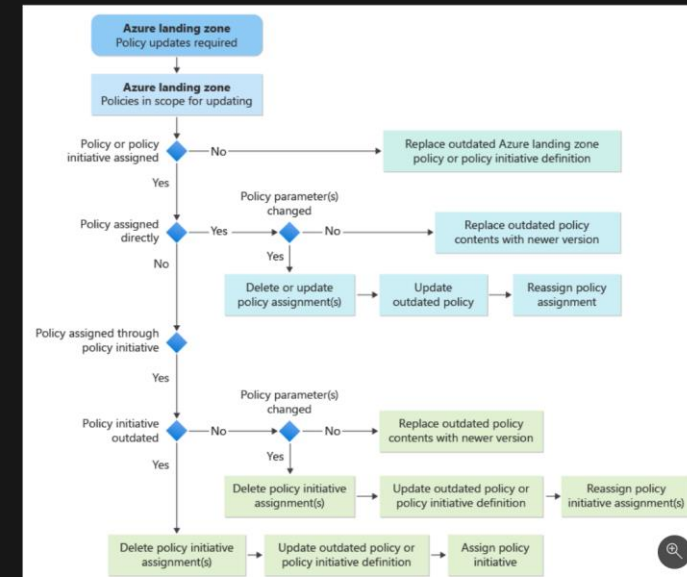 Azure landing zone
Policy updates required
Azure landing zone
Policies in scope for updating
Policy or policy
initiative assigned
No
Replace outdated Azure landing zone
policy or policy initiative definition
Yes
Policy assigned
directly
Yes
Policy parameter(s)
changed
No
Replace outdated policy
contents with newer version
Yes
Delete or update
policy assignment(s)
Update
outdated policy
Reassign policy
assignment
No
Policy assigned through
policy initiative
Yes
Policy initiative
outdated
No
Policy parameter(s)
changed
No
Replace outdated policy
contents with newer version
Yes
Delete policy initiative
assignment(s)
Update outdated policy or
policy initiative definition
Reassign policy
initiative assignment(s)
Yes
Delete policy initiative
assignment(s)
Update outdated policy or
policy initiative definition
Assign policy
initiative